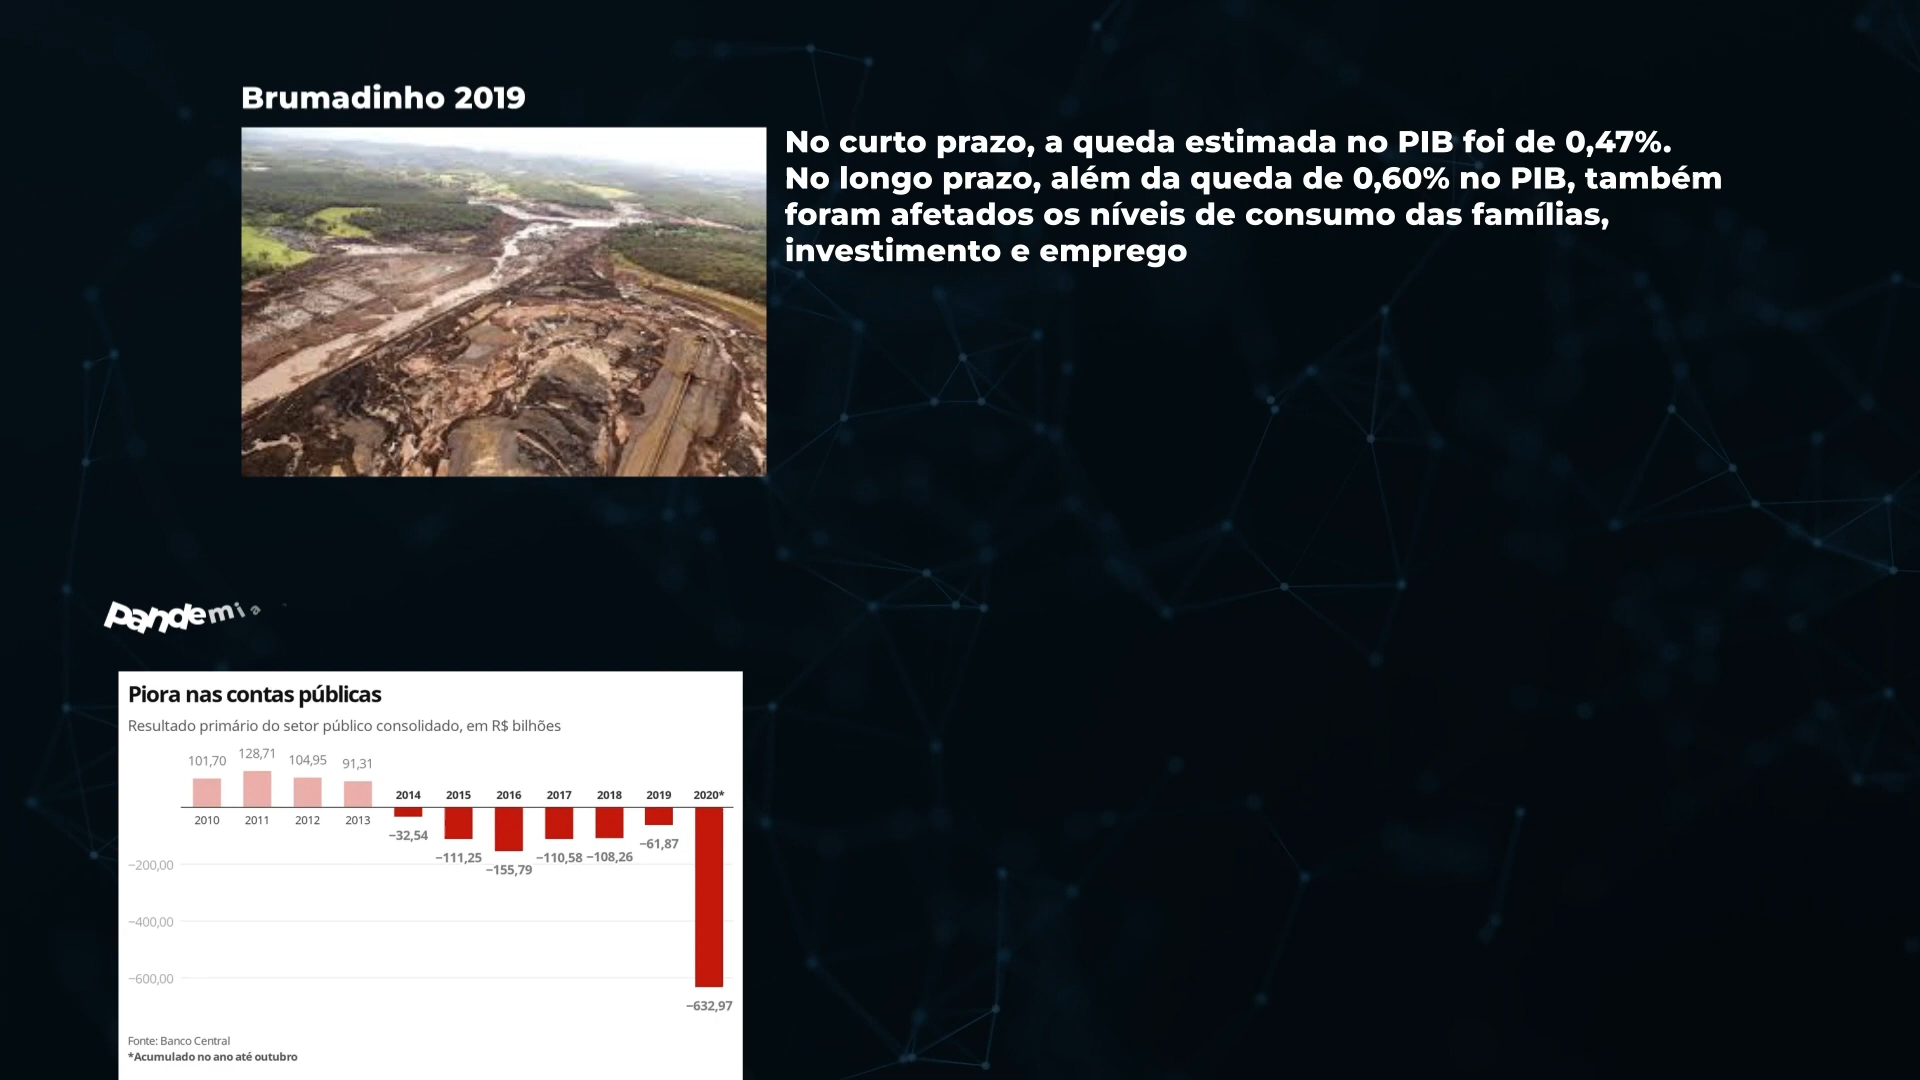 Brumadinho 2019
No curto prazo, a queda estimada no PIB foi de 0,47%.
No longo prazo, além da queda de 0,60% no PIB, também
foram afetados os níveis de consumo das famílias,
investimento e emprego
Pandemia
Piora nas contas públicas
Resultado primário do setor público consolidado, em R$ bilhões
101,70 128,71 104,95 91,31
2014 2015 2016 2017 2018 2019 2020*
2010 2011 2012 2013
−32,54 −111,25 −155,79 −110,58 −108,26 −61,87
−200,00
−400,00
−600,00
−632,97
Fonte: Banco Central
*Acumulado no ano até outubro